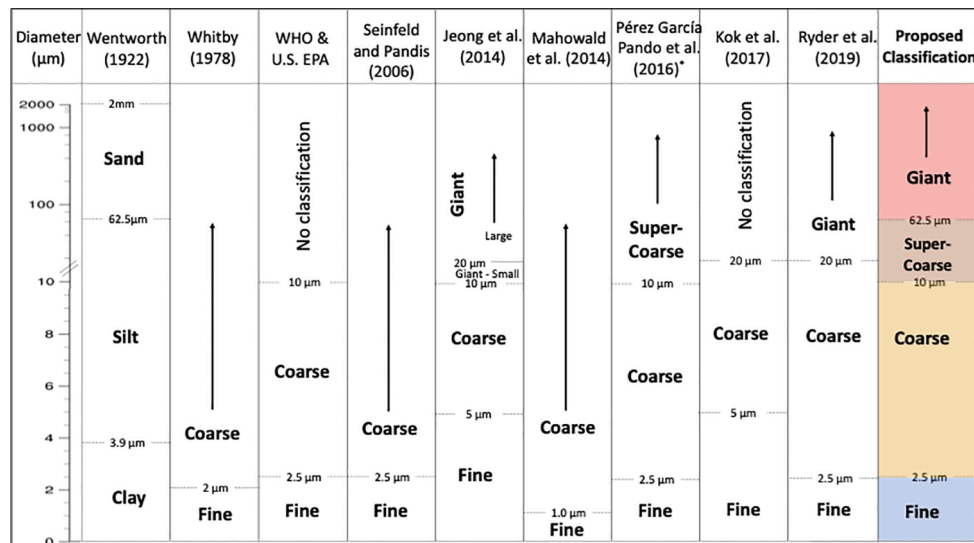 Diameter
(µm)
Wentworth
(1922)
Whitby
(1978)
WHO &
U.S. EPA
Seinfeld
and Pandis
(2006)
Jeong et al.
(2014)
Mahowald
et al. (2014)
Pérez García
Pando et al.
(2016)*
Kok et al.
(2017)
Ryder et al.
(2019)
Proposed
Classification
2000
1000
100
10
8
6
4
2
0
2mm
Sand
62.5µm
Silt
3.9 µm
Clay
Coarse
2 µm
Fine
No classification
10 µm
Coarse
2.5 µm
Fine
Coarse
2.5 µm
Fine
Giant
Large
20 µm
Giant - Small
10 µm
Coarse
5 µm
Fine
Coarse
1.0 µm
Fine
Super-
Coarse
10 µm
Coarse
2.5 µm
Fine
No classification
20 µm
Coarse
5 µm
Fine
Giant
20 µm
Coarse
2.5 µm
Fine
Giant
62.5 µm
Super-
Coarse
10 µm
Coarse
2.5 µm
Fine